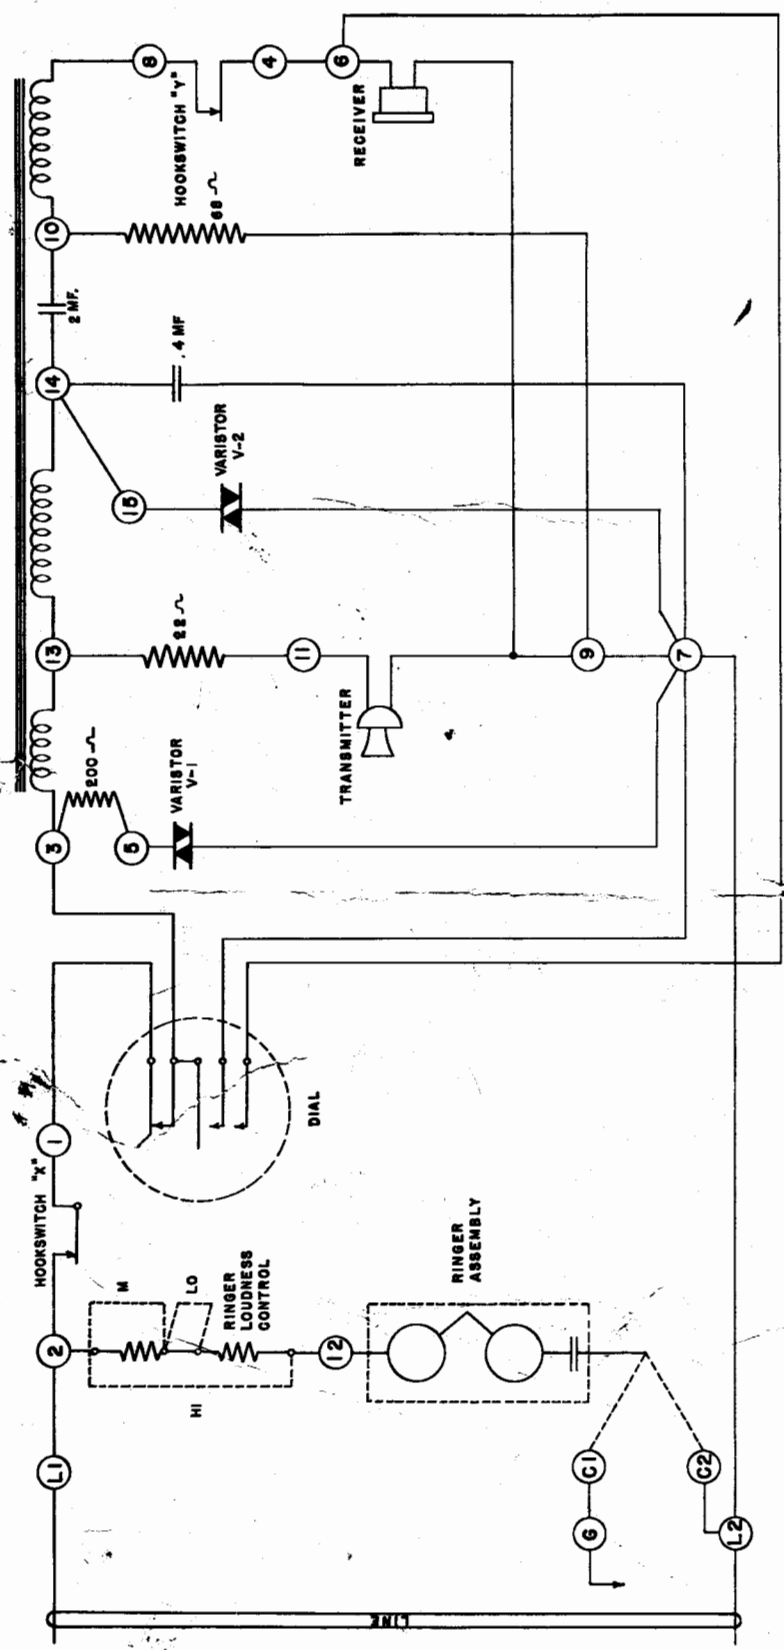 LINE
L1
L2
G
C1
C2
2
HI
M
LO
RINGER
LOUDNESS
CONTROL
12
RINGER
ASSEMBLY
HOOKSWITCH "X"
1
DIAL
3
200 Ω
5
VARISTOR
V-1
13
22 Ω
11
TRANSMITTER
9
7
15
VARISTOR
V-2
14
.4 MF
2 MF.
10
68 Ω
8
HOOKSWITCH "Y"
4
6
RECEIVER